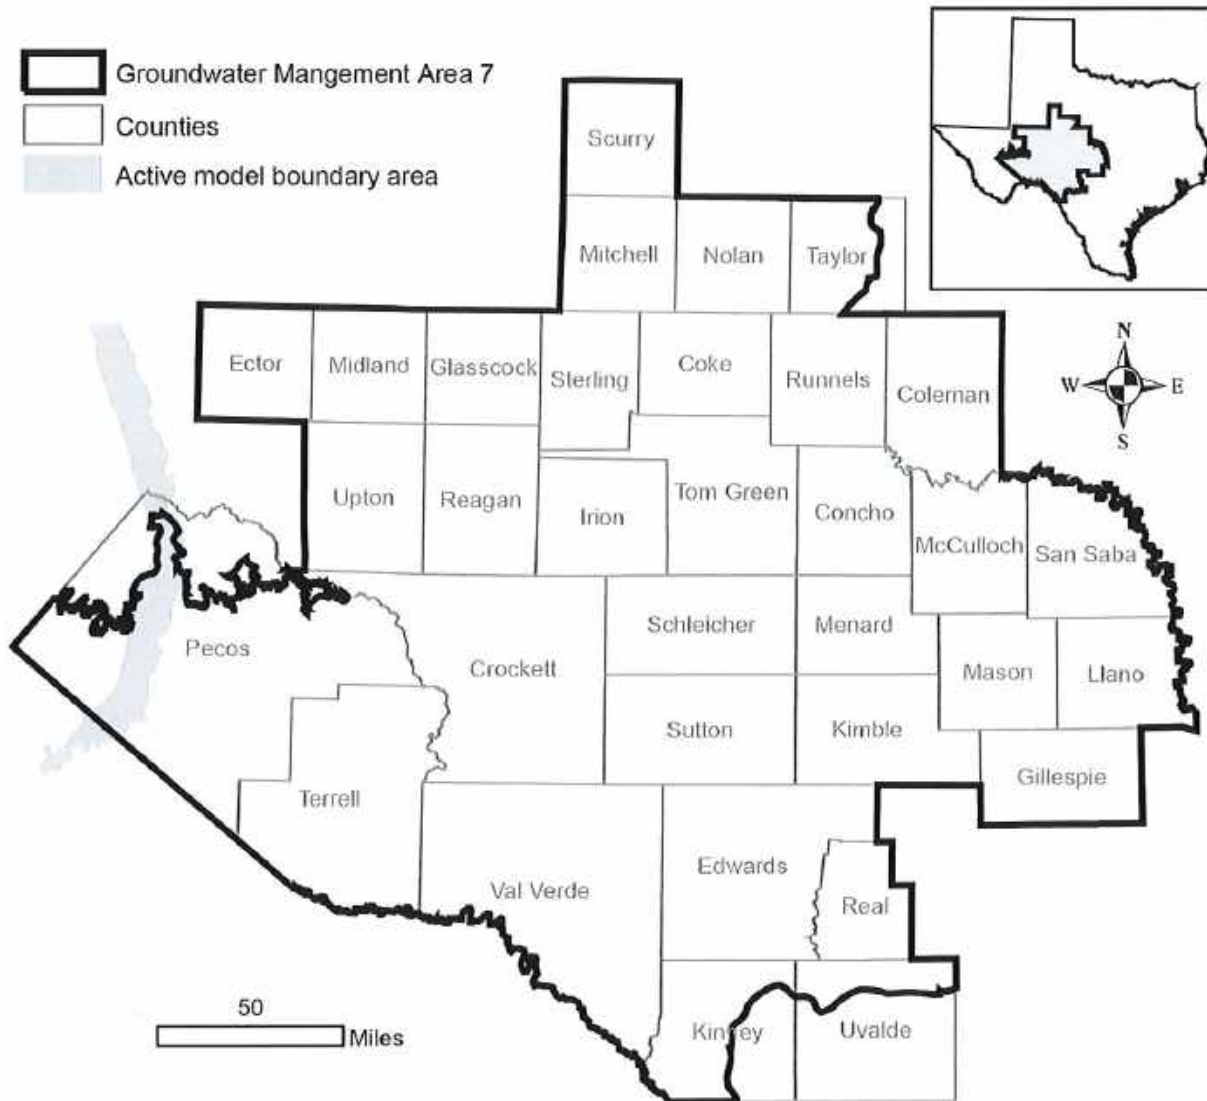 Groundwater Mangement Area 7
Counties
Active model boundary area
Scurry
Mitchell
Nolan
Taylor
Ector
Midland
Glasscock
Sterling
Coke
Runnels
Coleman
N
W
E
S
Upton
Reagan
Irion
Tom Green
Concho
McCulloch
San Saba
Pecos
Crockett
Schleicher
Menard
Mason
Llano
Sutton
Kimble
Gillespie
Terrell
Val Verde
Edwards
Real
Kinney
Uvalde
50
Miles